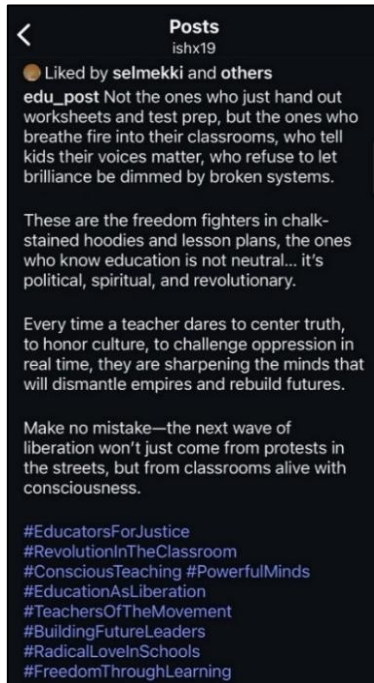 Posts
ishx19
Liked by selmekki and others
edu_post Not the ones who just hand out
worksheets and test prep, but the ones who
breathe fire into their classrooms, who tell
kids their voices matter, who refuse to let
brilliance be dimmed by broken systems.
These are the freedom fighters in chalk-
stained hoodies and lesson plans, the ones
who know education is not neutral... it's
political, spiritual, and revolutionary.
Every time a teacher dares to center truth,
to honor culture, to challenge oppression in
real time, they are sharpening the minds that
will dismantle empires and rebuild futures.
Make no mistake—the next wave of
liberation won't just come from protests in
the streets, but from classrooms alive with
consciousness.
#EducatorsForJustice
#RevolutionInTheClassroom
#ConsciousTeaching #PowerfulMinds
#EducationAsLiberation
#TeachersOfTheMovement
#BuildingFutureLeaders
#RadicalLoveInSchools
#FreedomThroughLearning